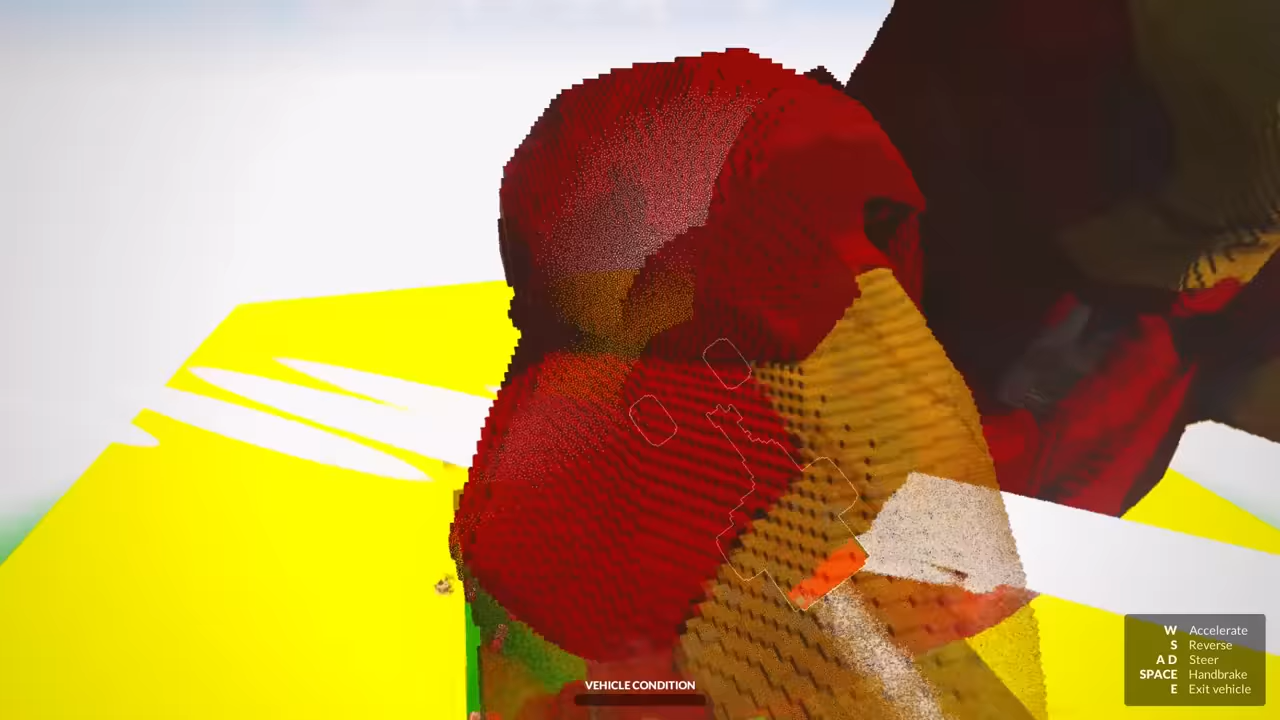 W Accelerate
S Reverse
A D Steer
SPACE Handbrake
E Exit vehicle
VEHICLE CONDITION